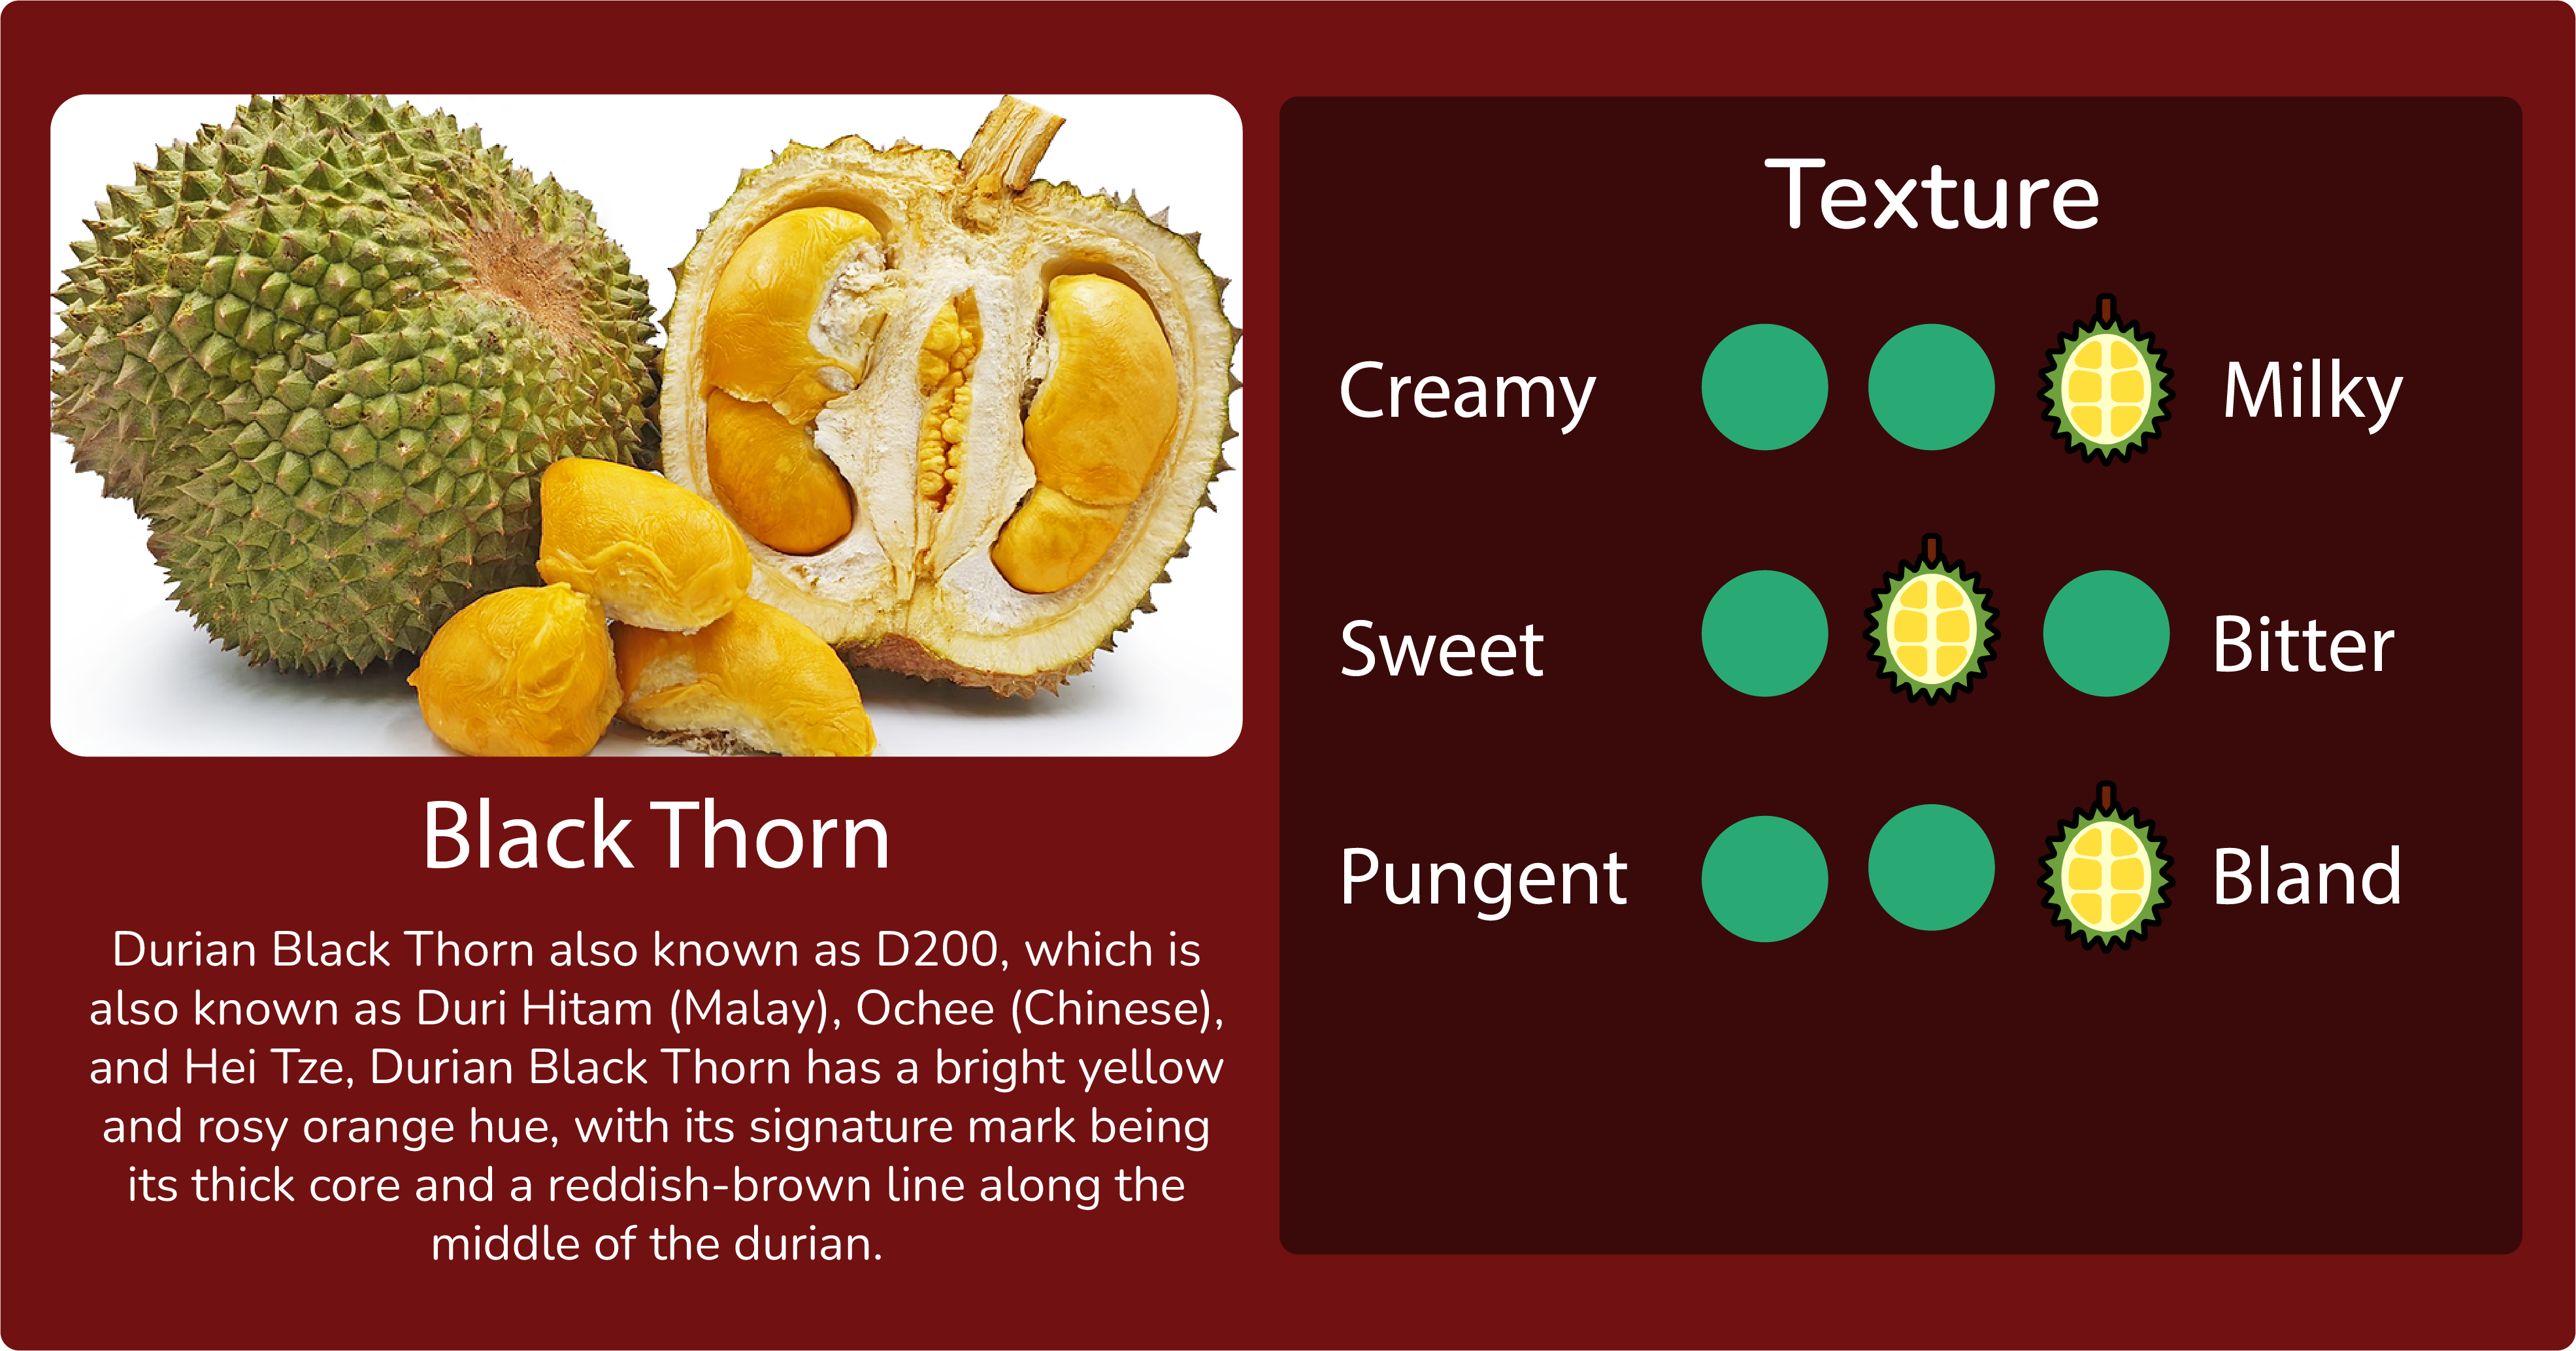 Black Thorn
Durian Black Thorn also known as D200, which is
also known as Duri Hitam (Malay), Ochee (Chinese),
and Hei Tze, Durian Black Thorn has a bright yellow
and rosy orange hue, with its signature mark being
its thick core and a reddish-brown line along the
middle of the durian.
Texture
Creamy Milky
Sweet Bitter
Pungent Bland